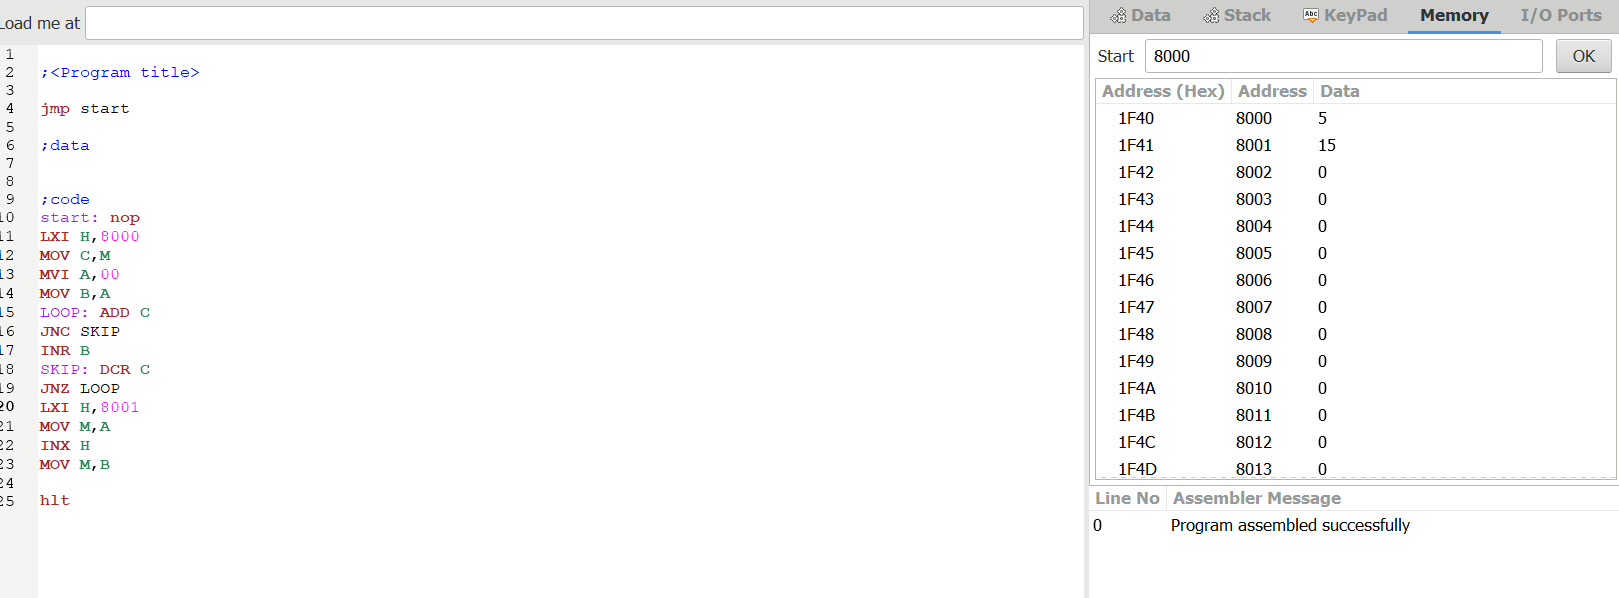 Load me at
Data Stack KeyPad Memory I/O Ports
Start 8000 OK
1
2 ;<Program title>
3
4 jmp start
5
6 ;data
7
8
9 ;code
10 start: nop
11 LXI H,8000
12 MOV C,M
13 MVI A,00
14 MOV B,A
15 LOOP: ADD C
16 JNC SKIP
17 INR B
18 SKIP: DCR C
19 JNZ LOOP
20 LXI H,8001
21 MOV M,A
22 INX H
23 MOV M,B
24
25 hlt
Address (Hex) Address Data
1F40 8000 5
1F41 8001 15
1F42 8002 0
1F43 8003 0
1F44 8004 0
1F45 8005 0
1F46 8006 0
1F47 8007 0
1F48 8008 0
1F49 8009 0
1F4A 8010 0
1F4B 8011 0
1F4C 8012 0
1F4D 8013 0
Line No Assembler Message
0 Program assembled successfully